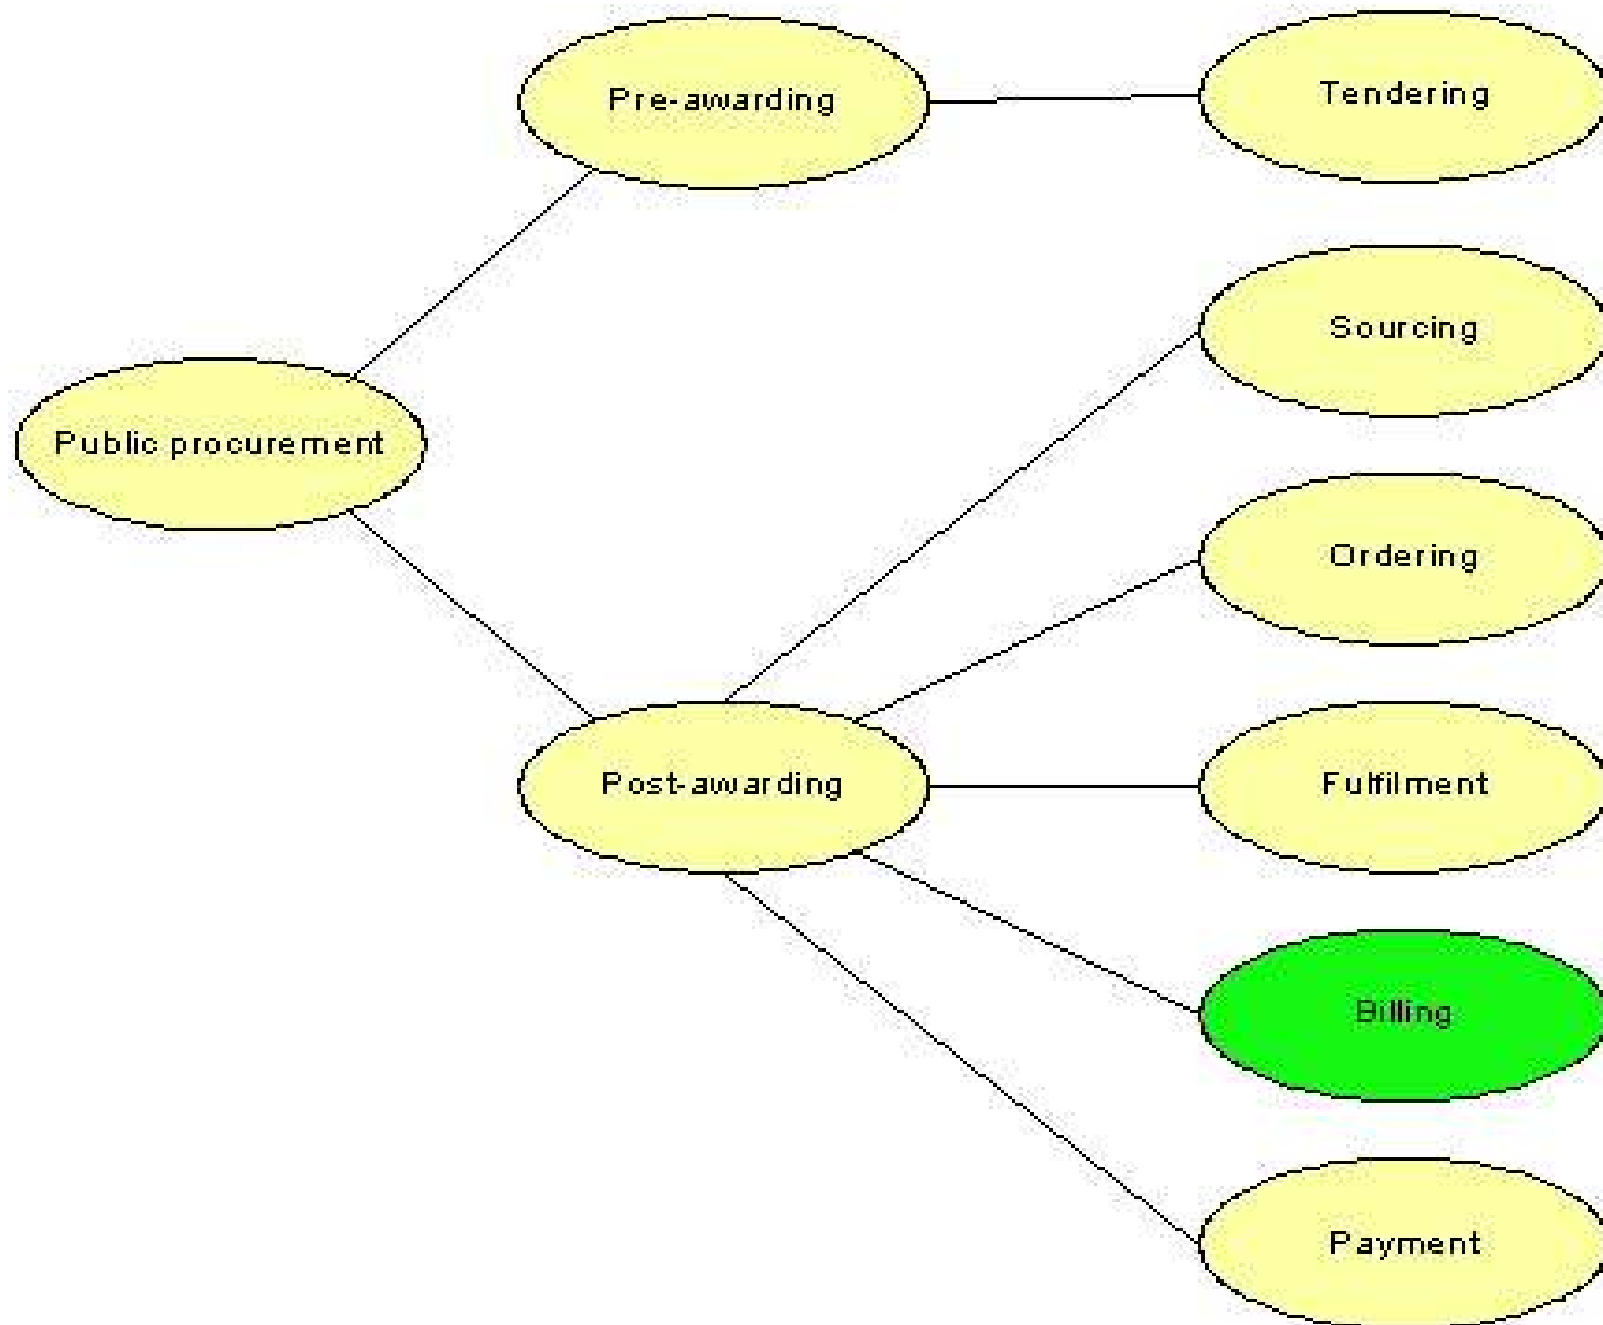 Pre-awarding
Tendering
Sourcing
Public procurement
Ordering
Post-awarding
Fulfilment
Billing
Payment